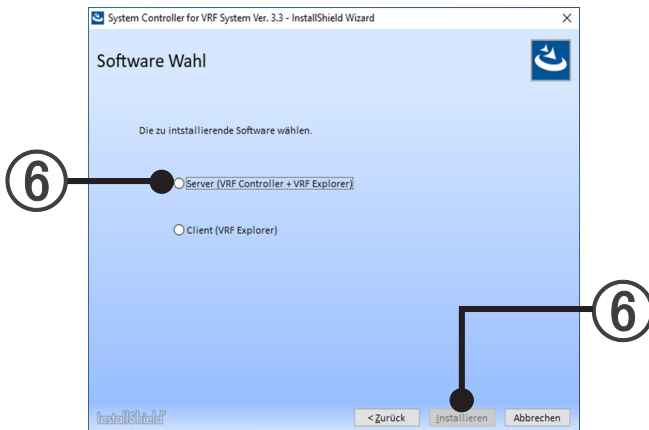 System Controller for VRF System Ver. 3.3 - InstallShield Wizard
Software Wahl
Die zu intstallierende Software wählen.
⑥
Server (VRF Controller + VRF Explorer)
Client (VRF Explorer)
⑥
InstallShield
< Zurück Installieren Abbrechen